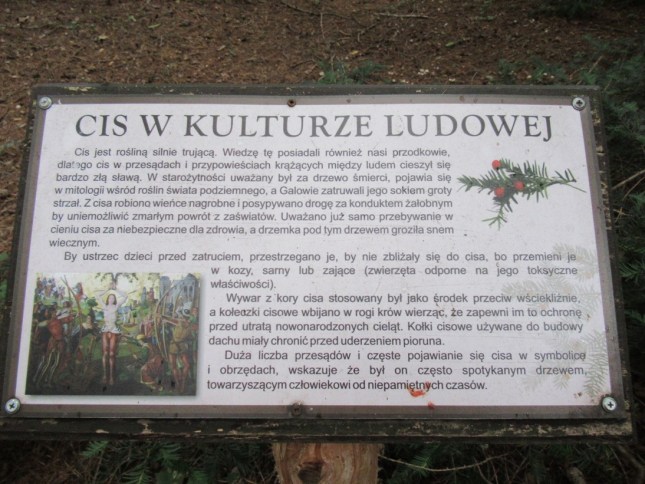 CIS W KULTURZE LUDOWEJ
Cis jest rośliną silnie trującą. Wiedzę tę posiadali również nasi przodkowie,
dlatego cis w przesądach i przypowieściach krążących między ludem cieszył się
bardzo złą sławą. W starożytności uważany był za drzewo śmierci, pojawia się
w mitologii wśród roślin świata podziemnego, a Galowie zatruwali jego sokiem groty
strzał. Z cisa robiono wieńce nagrobne i posypywano drogę za konduktem żałobnym
by uniemożliwić zmarłym powrót z zaświatów. Uważano już samo przebywanie w
cieniu cisa za niebezpieczne dla zdrowia, a drzemka pod tym drzewem groziła snem
wiecznym.
By ustrzec dzieci przed zatruciem, przestrzegano je, by nie zbliżały się do cisa, bo przemieni je
w kozy, sarny lub zające (zwierzęta odporne na jego toksyczne
właściwości).
Wywar z kory cisa stosowany był jako środek przeciw wściekliźnie,
a kołeczki cisowe wbijano w rogi krów wierząc, że zapewni im to ochronę
przed utratą nowonarodzonych cieląt. Kołki cisowe używane do budowy
dachu miały chronić przed uderzeniem pioruna.
Duża liczba przesądów i częste pojawianie się cisa w symbolice
i obrzędach, wskazuje że był on często spotykanym drzewem,
towarzyszącym człowiekowi od niepamiętnych czasów.